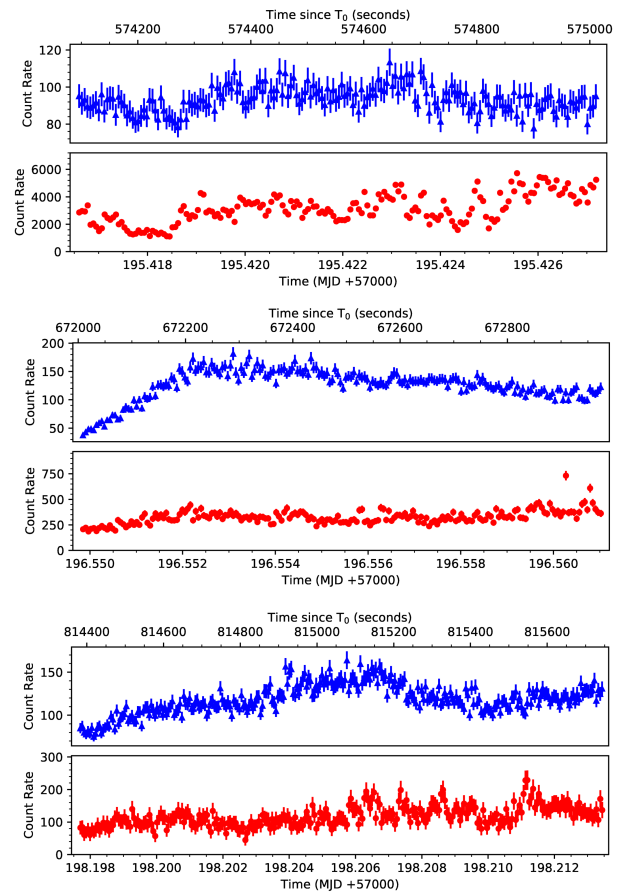 Time since T0 (seconds)
574200 574400 574600 574800 575000
120
100
80
Count Rate
6000
4000
2000
0
Count Rate
195.418 195.420 195.422 195.424 195.426
Time (MJD +57000)
Time since T0 (seconds)
672000 672200 672400 672600 672800
200
150
100
50
Count Rate
750
500
250
0
Count Rate
196.550 196.552 196.554 196.556 196.558 196.560
Time (MJD +57000)
Time since T0 (seconds)
814400 814600 814800 815000 815200 815400 815600
150
100
Count Rate
300
200
100
0
Count Rate
198.198 198.200 198.202 198.204 198.206 198.208 198.210 198.212
Time (MJD +57000)